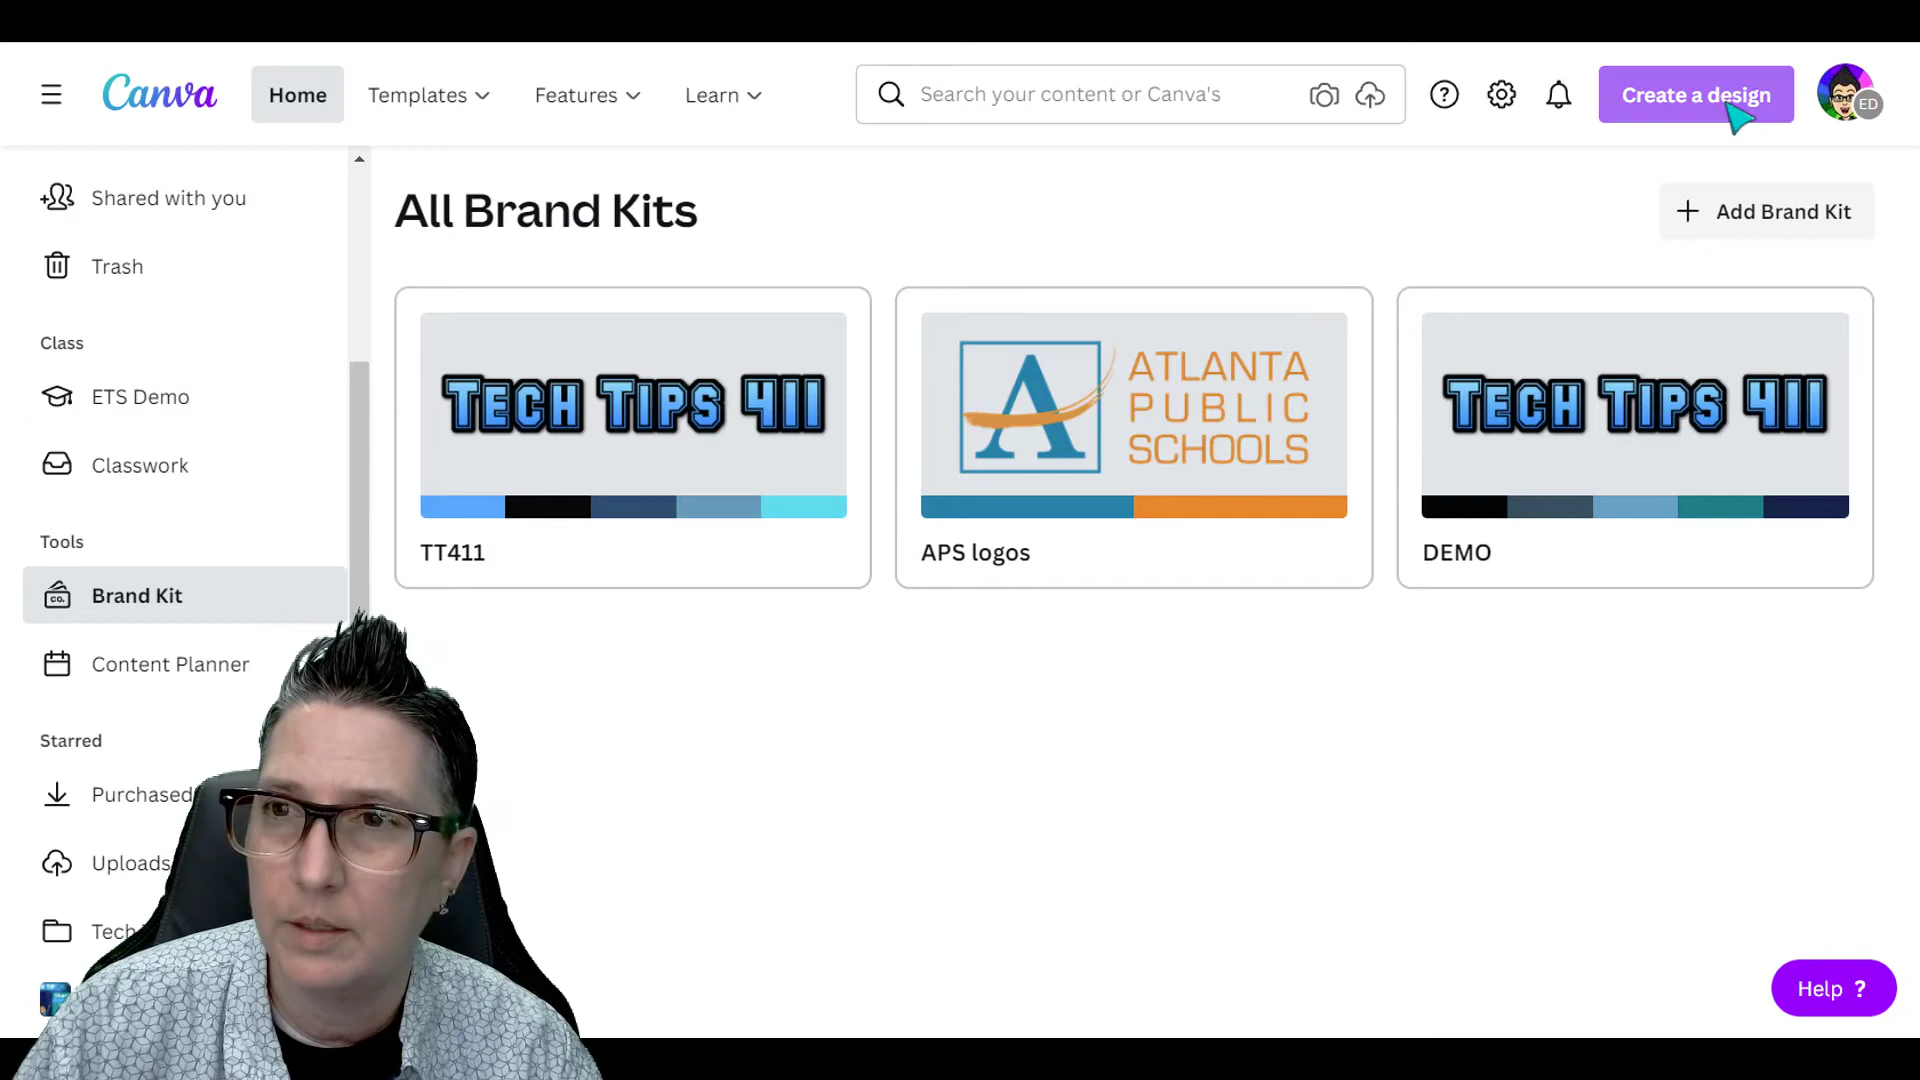 Canva
Home
Templates
Features
Learn
Search your content or Canva's
?
Create a design
ED
Shared with you
Trash
Class
ETS Demo
Classwork
Tools
CO.
Brand Kit
Content Planner
Starred
Purchased
Uploads
Tech
All Brand Kits
+ Add Brand Kit
TECH TIPS 411
TT411
A
ATLANTA
PUBLIC
SCHOOLS
APS logos
TECH TIPS 411
DEMO
Help ?